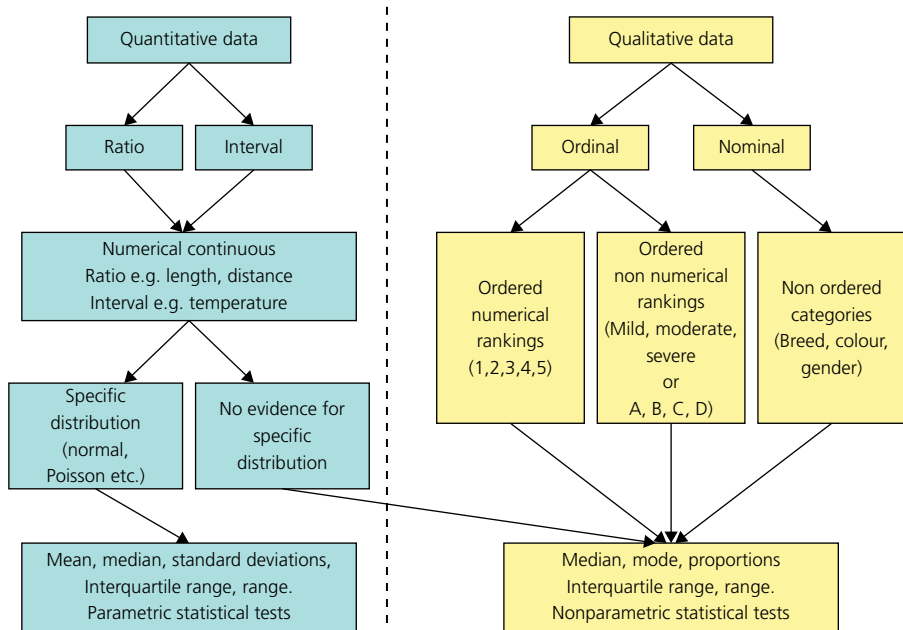 Quantitative data
Qualitative data
Ratio
Interval
Ordinal
Nominal
Numerical continuous
Ratio e.g. length, distance
Interval e.g. temperature
Ordered
numerical
rankings
(1,2,3,4,5)
Ordered
non numerical
rankings
(Mild, moderate,
severe
or
A, B, C, D)
Non ordered
categories
(Breed, colour,
gender)
Specific
distribution
(normal,
Poisson etc.)
No evidence for
specific
distribution
Mean, median, standard deviations,
Interquartile range, range.
Parametric statistical tests
Median, mode, proportions
Interquartile range, range.
Nonparametric statistical tests